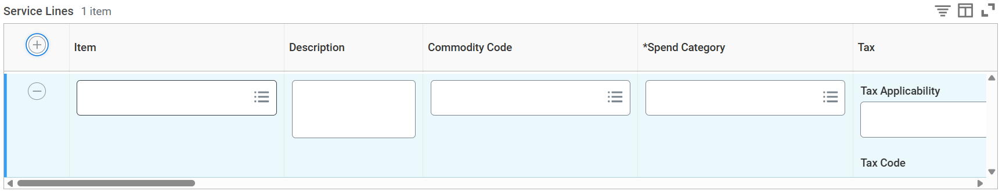 Service Lines 1 item
Item Description Commodity Code *Spend Category Tax
Tax Applicability
Tax Code